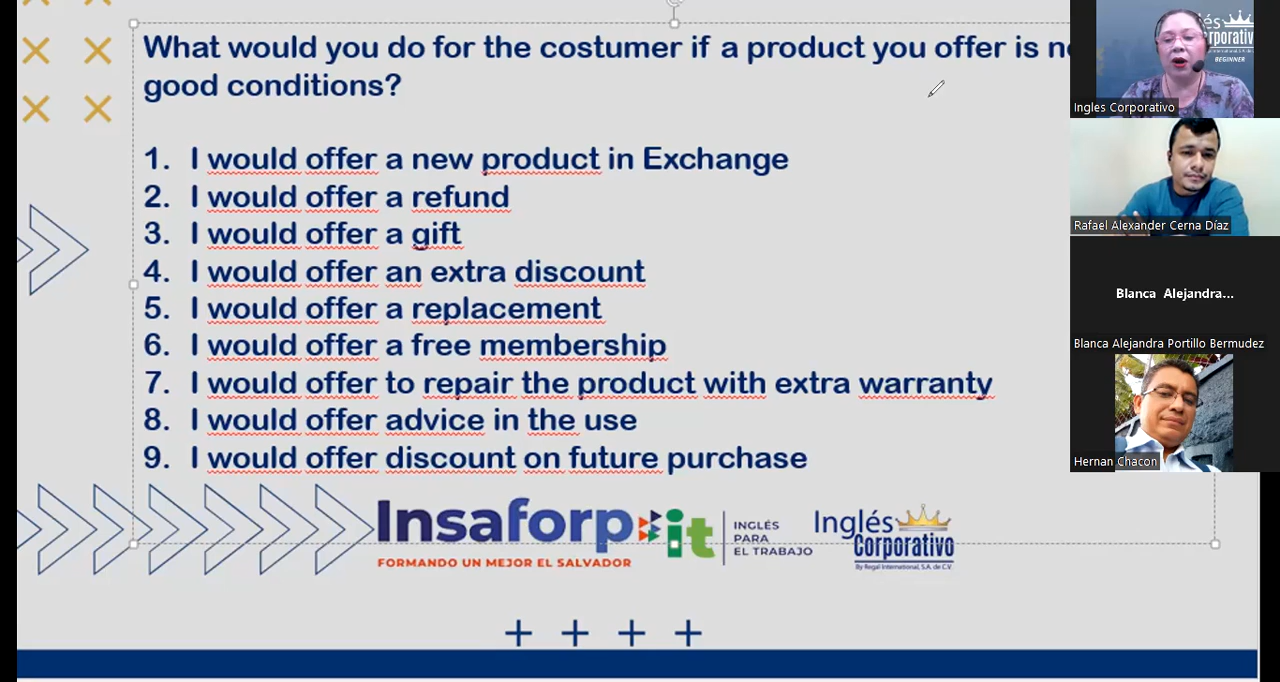 What would you do for the costumer if a product you offer is
good conditions?
1. I would offer a new product in Exchange
2. I would offer a refund
3. I would offer a gift
4. I would offer an extra discount
5. I would offer a replacement
6. I would offer a free membership
7. I would offer to repair the product with extra warranty
8. I would offer advice in the use
9. I would offer discount on future purchase
Insaforp
FORMANDO UN MEJOR EL SALVADOR
it
INGLÉS
PARA
EL TRABAJO
Inglés
Corporativo
By Regal International, S.A. de C.V.
BEGINNER
Ingles Corporativo
Rafael Alexander Cerna Díaz
Blanca Alejandra...
Blanca Alejandra Portillo Bermudez
Hernan Chacon